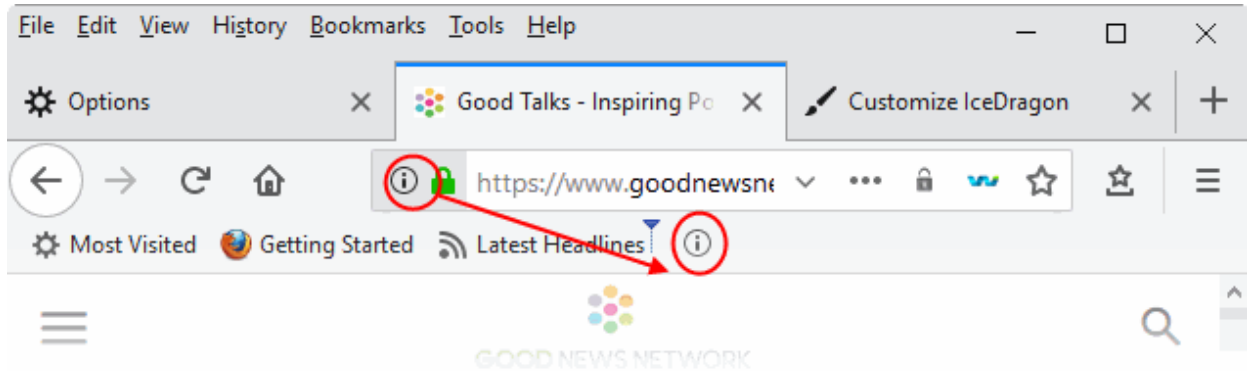 File Edit View History Bookmarks Tools Help
Options Good Talks - Inspiring Po Customize IceDragon
https://www.goodnewsne
Most Visited Getting Started Latest Headlines
GOOD NEWS NETWORK